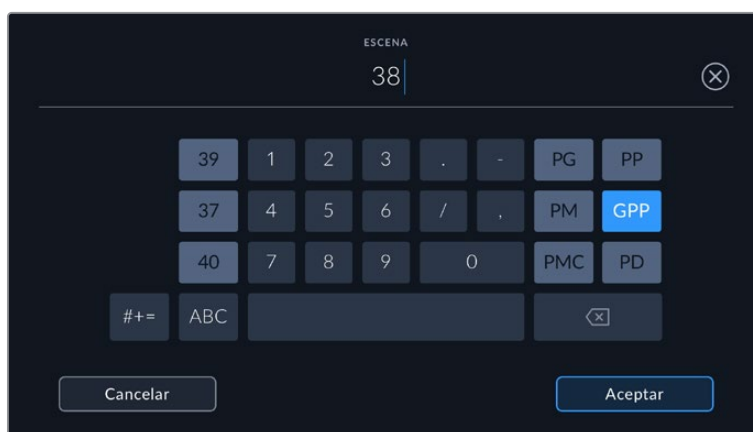 ESCENA
38
39 1 2 3 . - PG PP
37 4 5 6 / , PM GPP
40 7 8 9 0 PMC PD
#+= ABC
Cancelar Aceptar